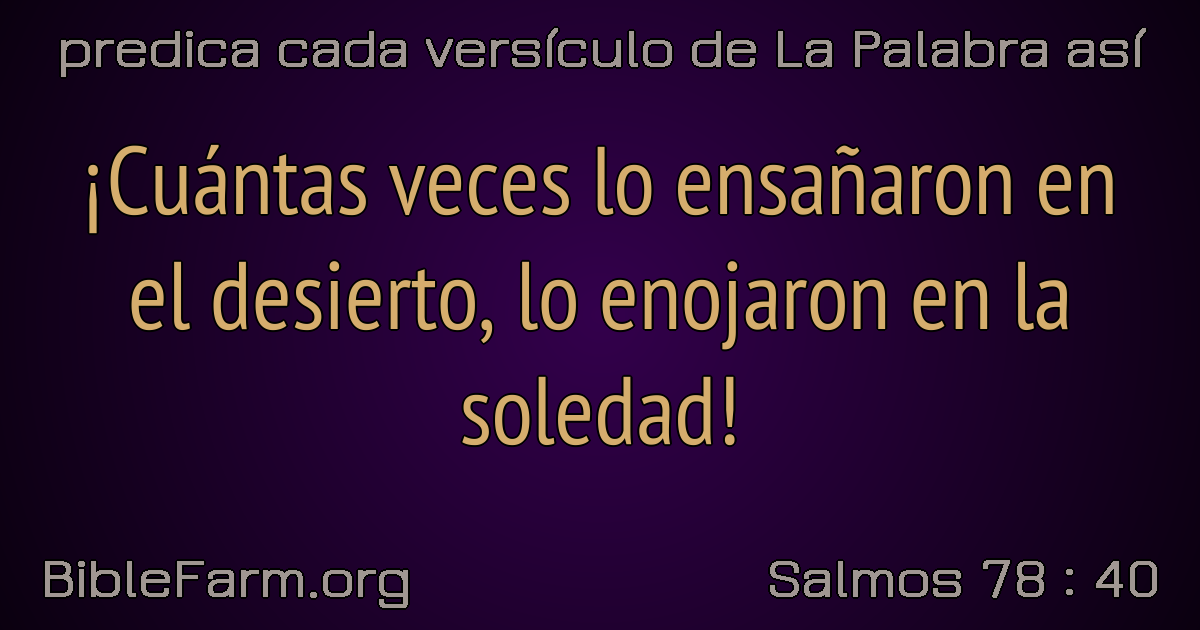 predica cada versículo de La Palabra así
¡Cuántas veces lo ensañaron en
el desierto, lo enojaron en la
soledad!
BibleFarm.org
Salmos 78 : 40